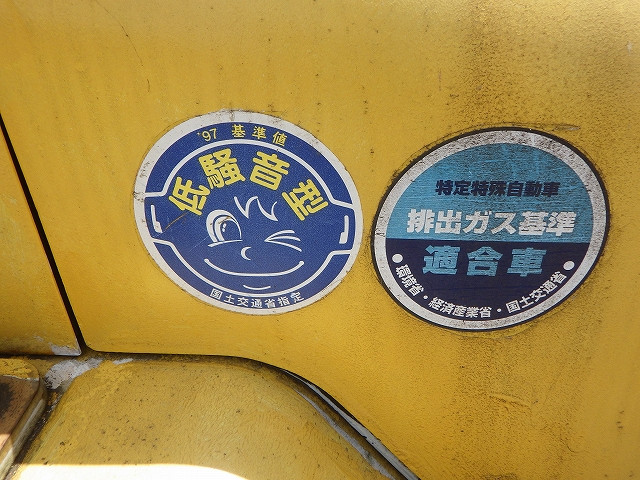 '97 基準値
低騒音型
国土交通省指定
特定特殊自動車
排出ガス基準
適合車
・環境省・経済産業省・国土交通省・